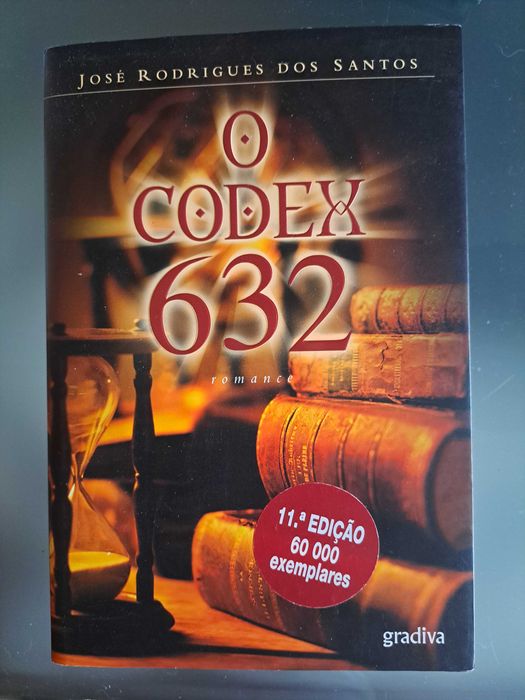 JOSÉ RODRIGUES DOS SANTOS
O
CODEX
632
romance
11.ª EDIÇÃO
60 000
exemplares
gradiva